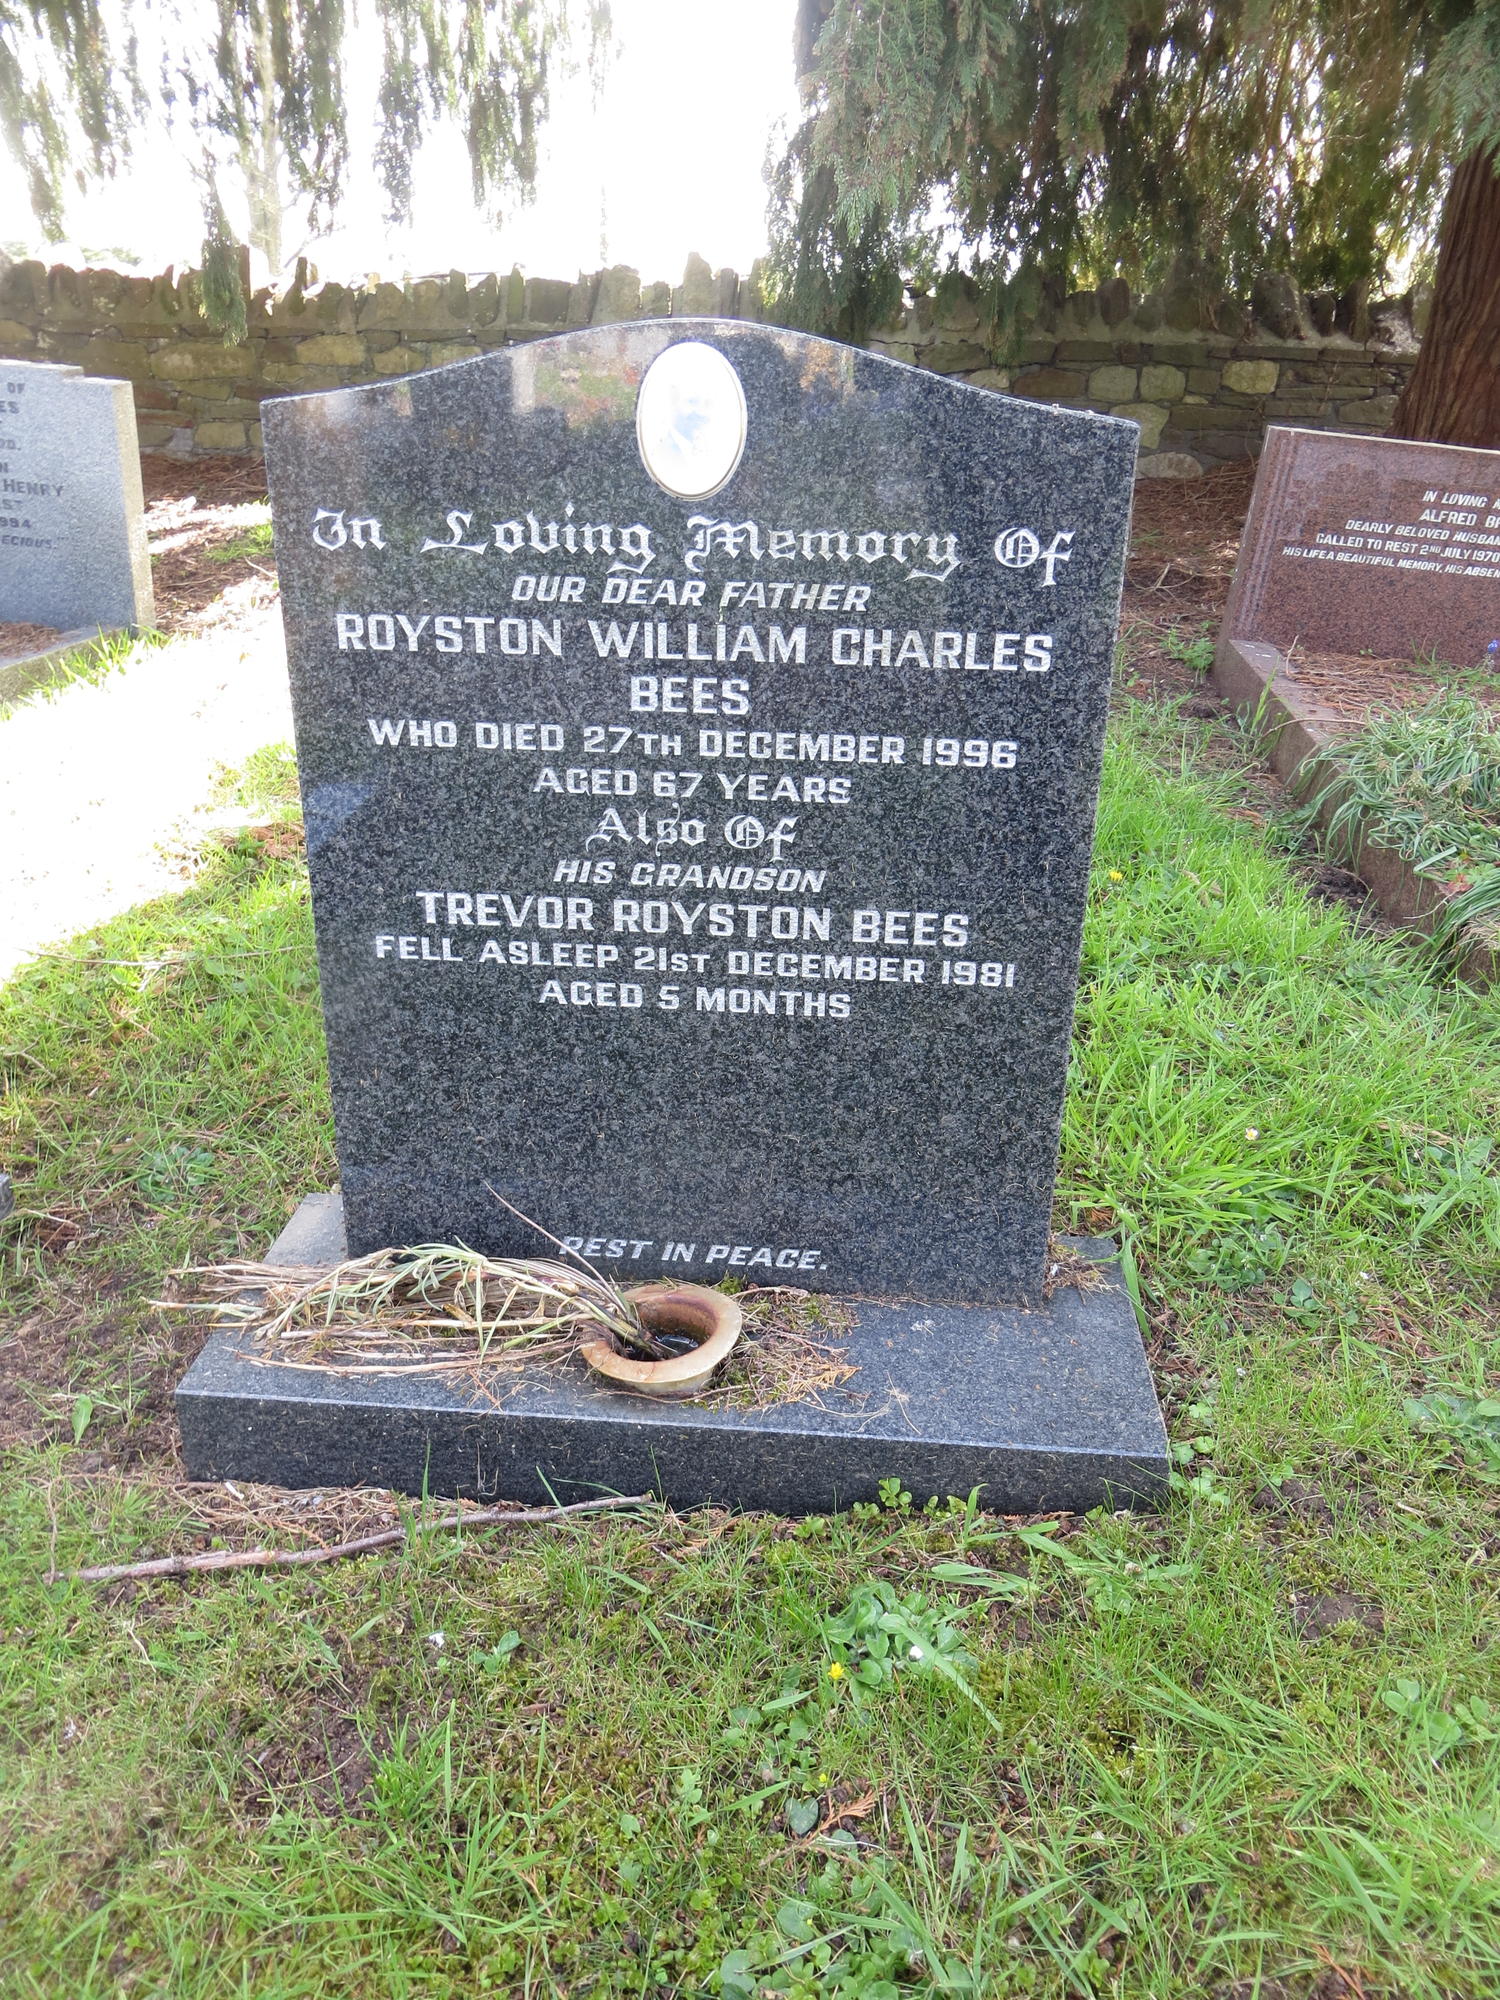 In Loving Memory Of
OUR DEAR FATHER
ROYSTON WILLIAM CHARLES
BEES
WHO DIED 27TH DECEMBER 1996
AGED 67 YEARS
Also Of
HIS GRANDSON
TREVOR ROYSTON BEES
FELL ASLEEP 21ST DECEMBER 1981
AGED 5 MONTHS
REST IN PEACE.
OF
HENRY
1994
IN LOVING
ALFRED
DEARLY BELOVED
CALLED TO REST 2ND JULY 1970
HIS LIFE A BEAUTIFUL MEMORY, HIS